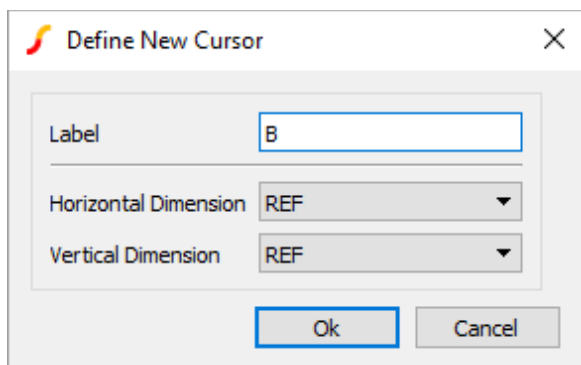 Define New Cursor
Label B
Horizontal Dimension REF
Vertical Dimension REF
Ok Cancel